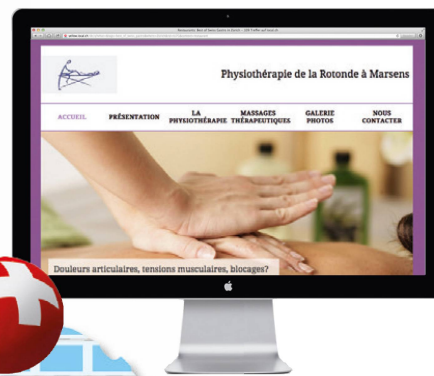 Physiothérapie de la Rotonde à Marsens
ACCUEIL PRÉSENTATION LA PHYSIOTHÉRAPIE MASSAGES THÉRAPEUTIQUES GALERIE PHOTOS NOUS CONTACTER
Douleurs articulaires, tensions musculaires, blocages?